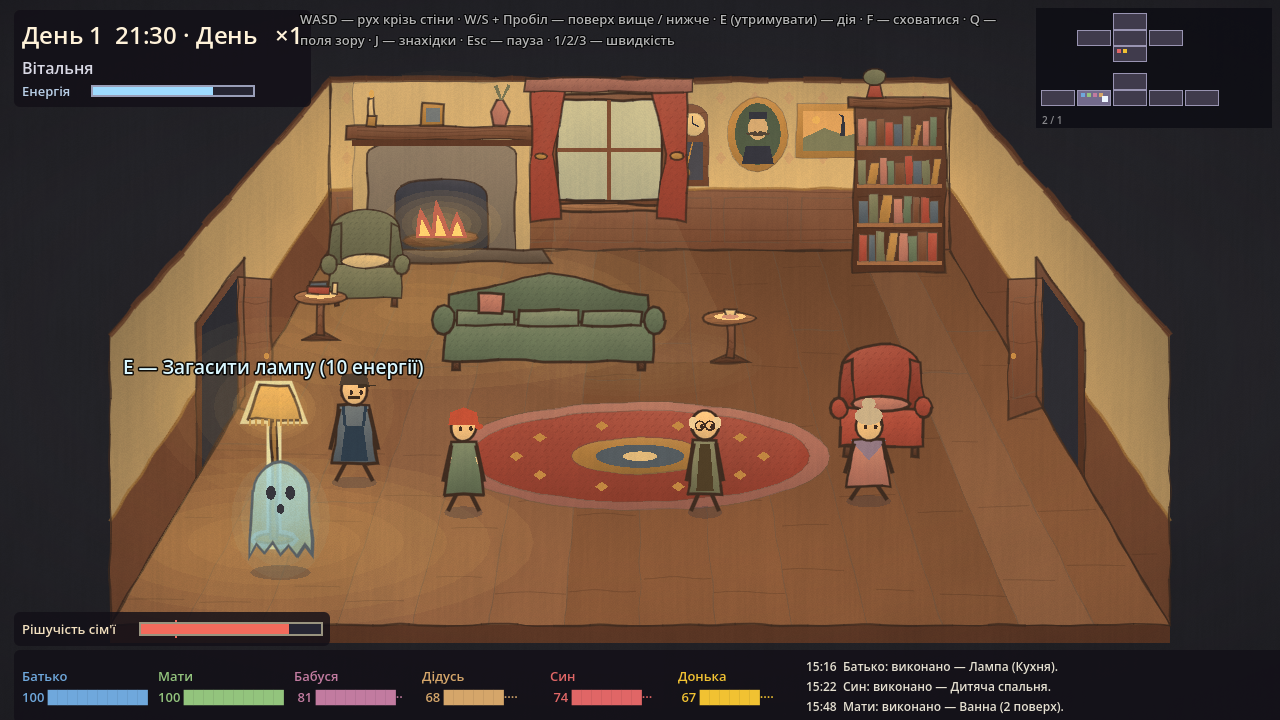 День 1  21:30 · День  ×1
WASD — рух крізь стіни · W/S + Пробіл — поверх вище / нижче · E (утримувати) — дія · F — сховатися · Q —
поля зору · J — знахідки · Esc — пауза · 1/2/3 — швидкість
Вітальня
Енергія
2 / 1
E — Загасити лампу (10 енергії)
Рішучість сім'ї
Батько
100
Мати
100
Бабуся
81
Дідусь
68
Син
74
Донька
67
15:16 Батько: виконано — Лампа (Кухня).
15:22 Син: виконано — Дитяча спальня.
15:48 Мати: виконано — Ванна (2 поверх).